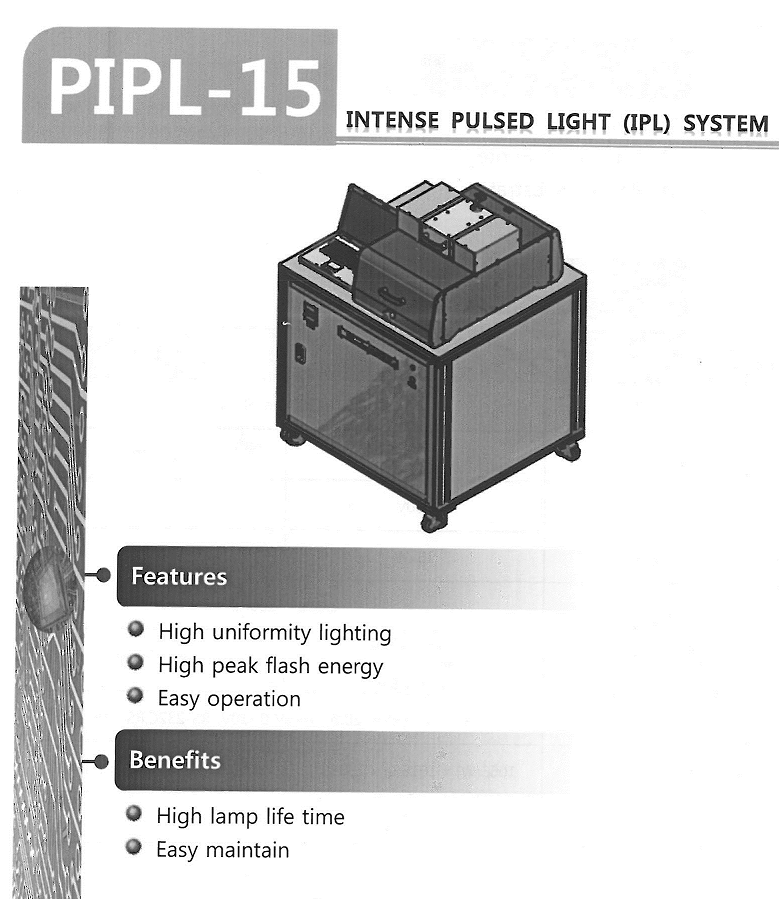 PIPL-15
INTENSE PULSED LIGHT (IPL) SYSTEM
Features
High uniformity lighting
High peak flash energy
Easy operation
Benefits
High lamp life time
Easy maintain